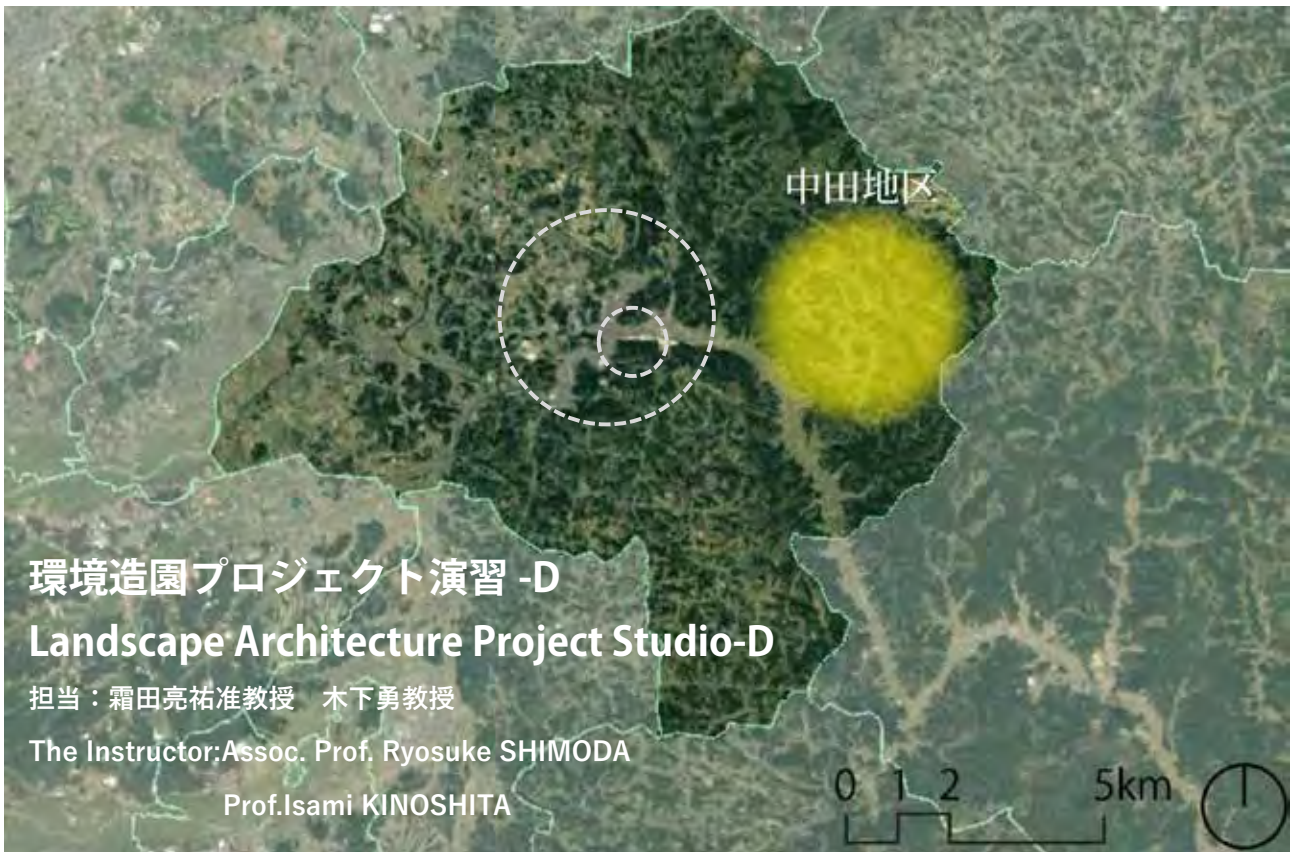 中田地区
環境造園プロジェクト演習 -D
Landscape Architecture Project Studio-D
担当：霜田亮祐准教授　木下勇教授
The Instructor:Assoc. Prof. Ryosuke SHIMODA
Prof.Isami KINOSHITA
0 1 2 5km